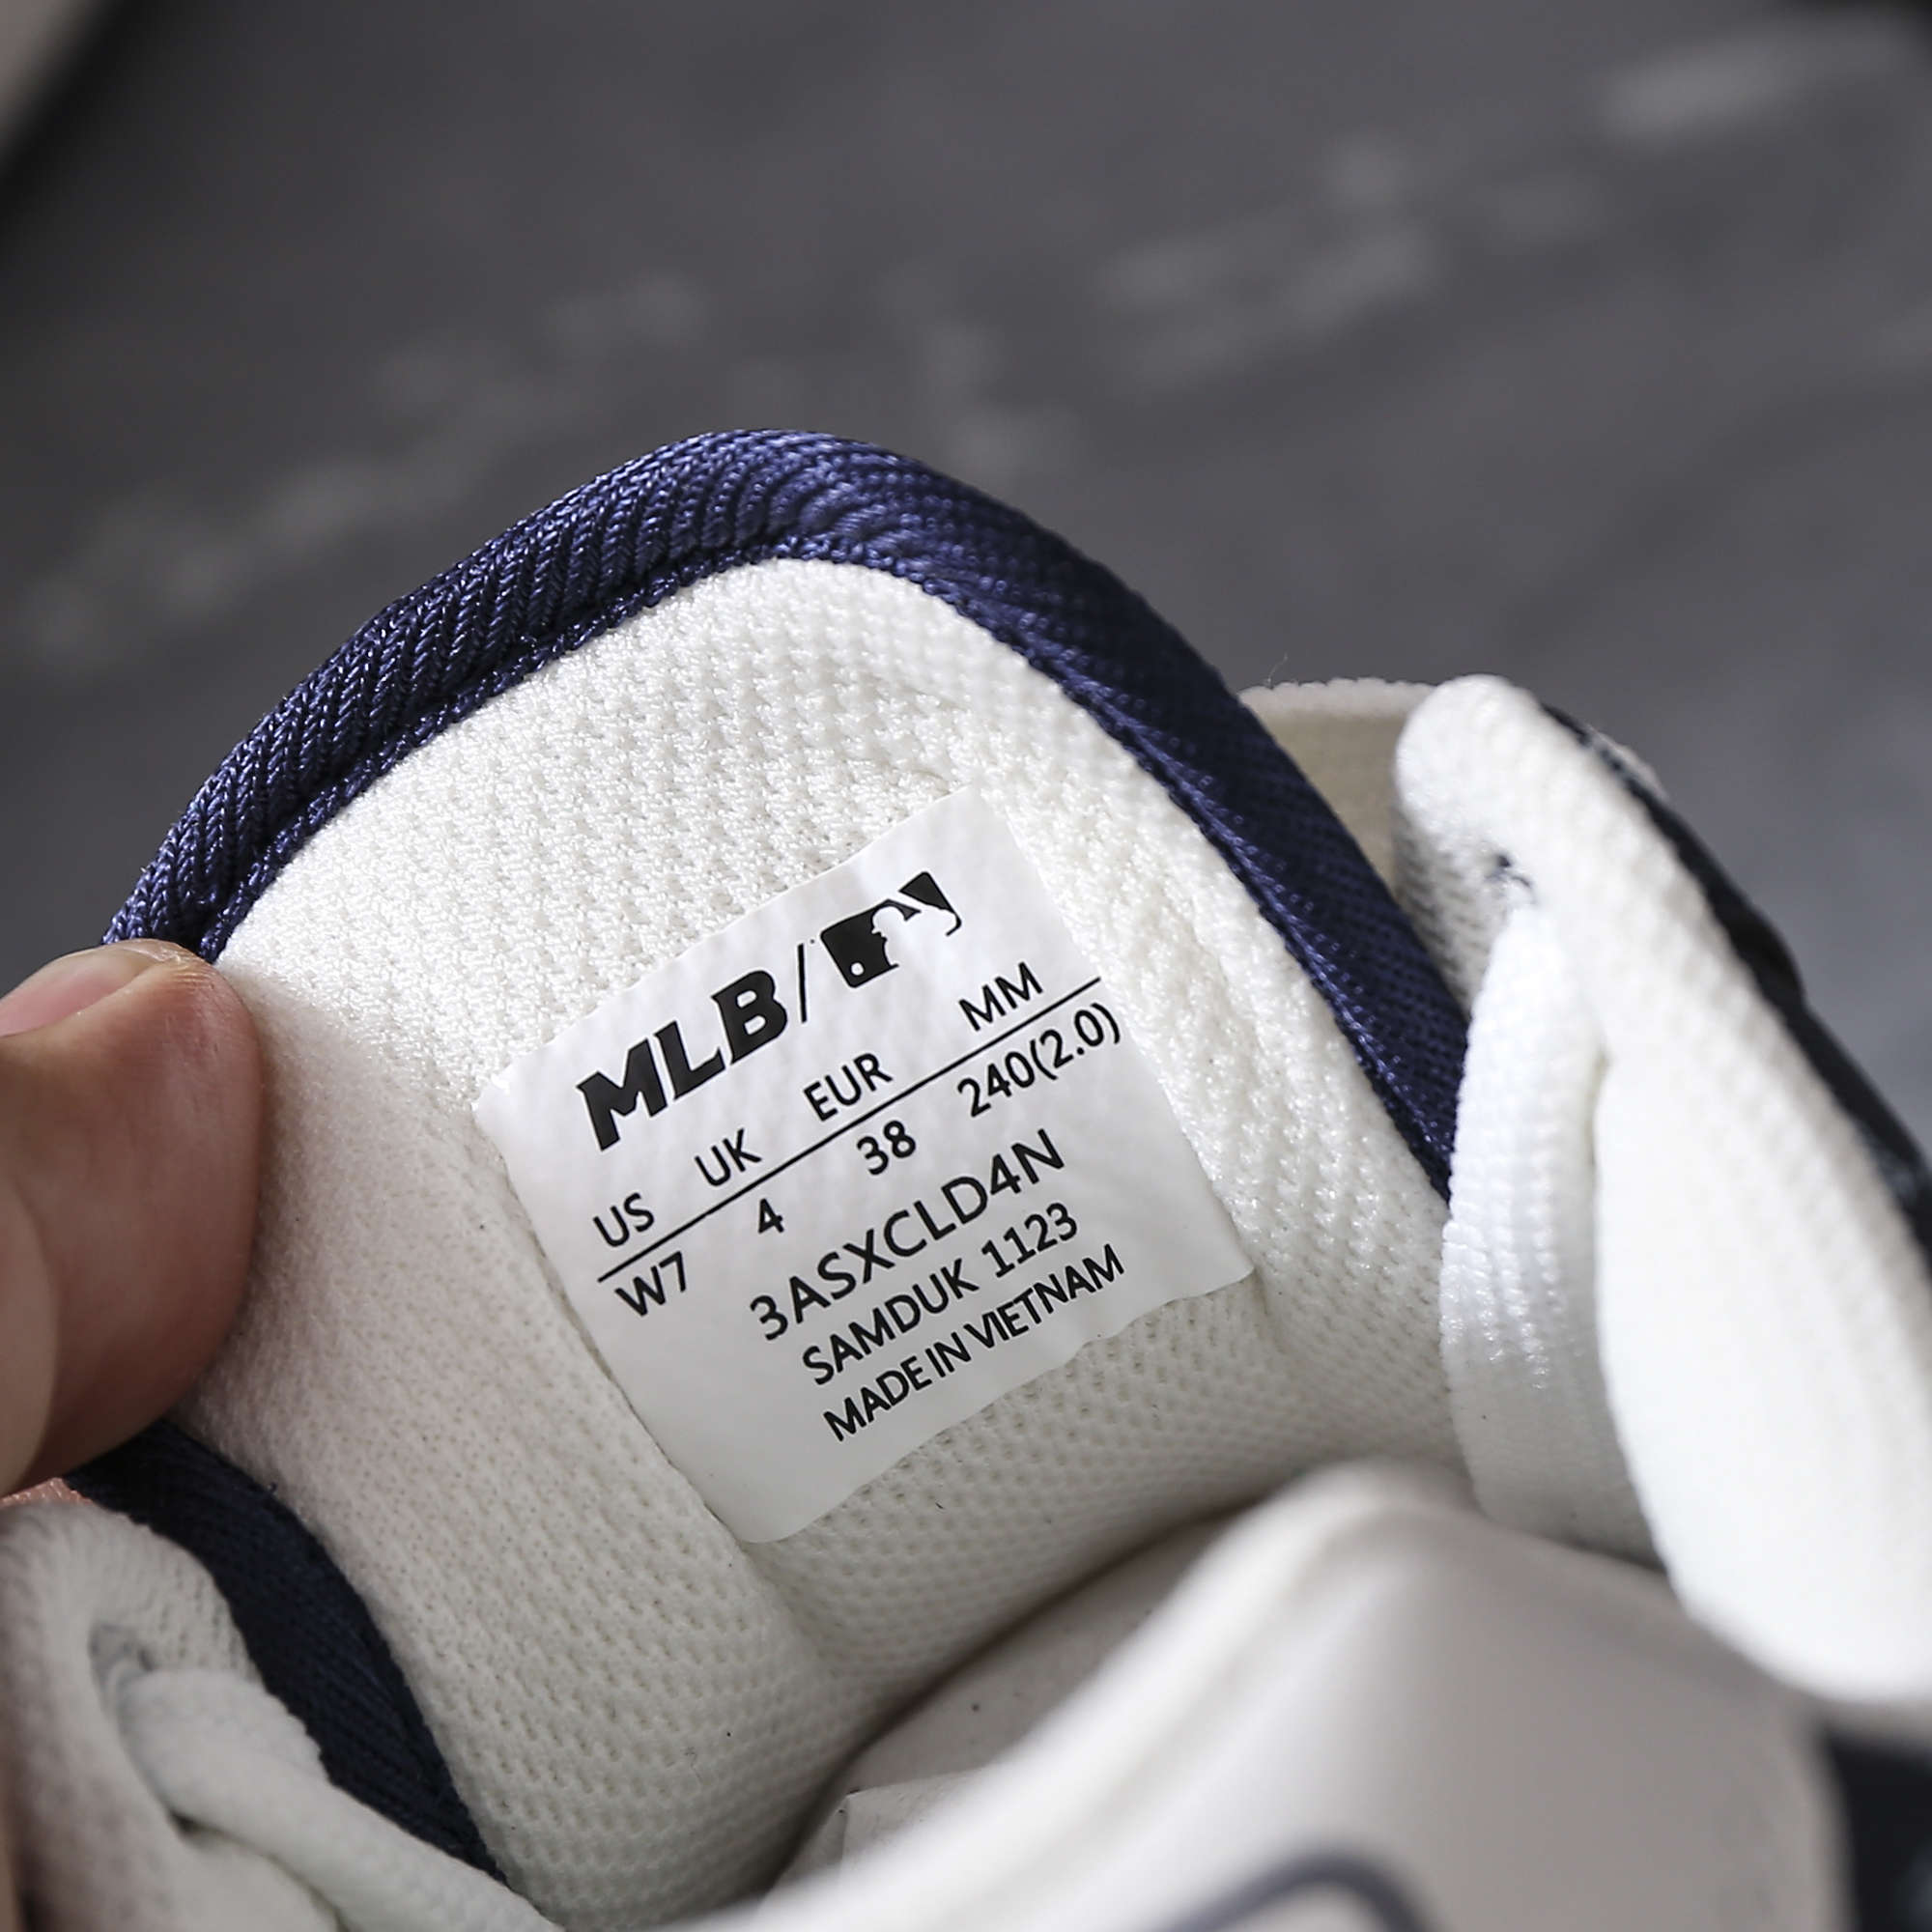 MLB/
US UK EUR MM
W7 4 38 240(2.0)
3ASXCLD4N
SAMDUK 1123
MADE IN VIETNAM